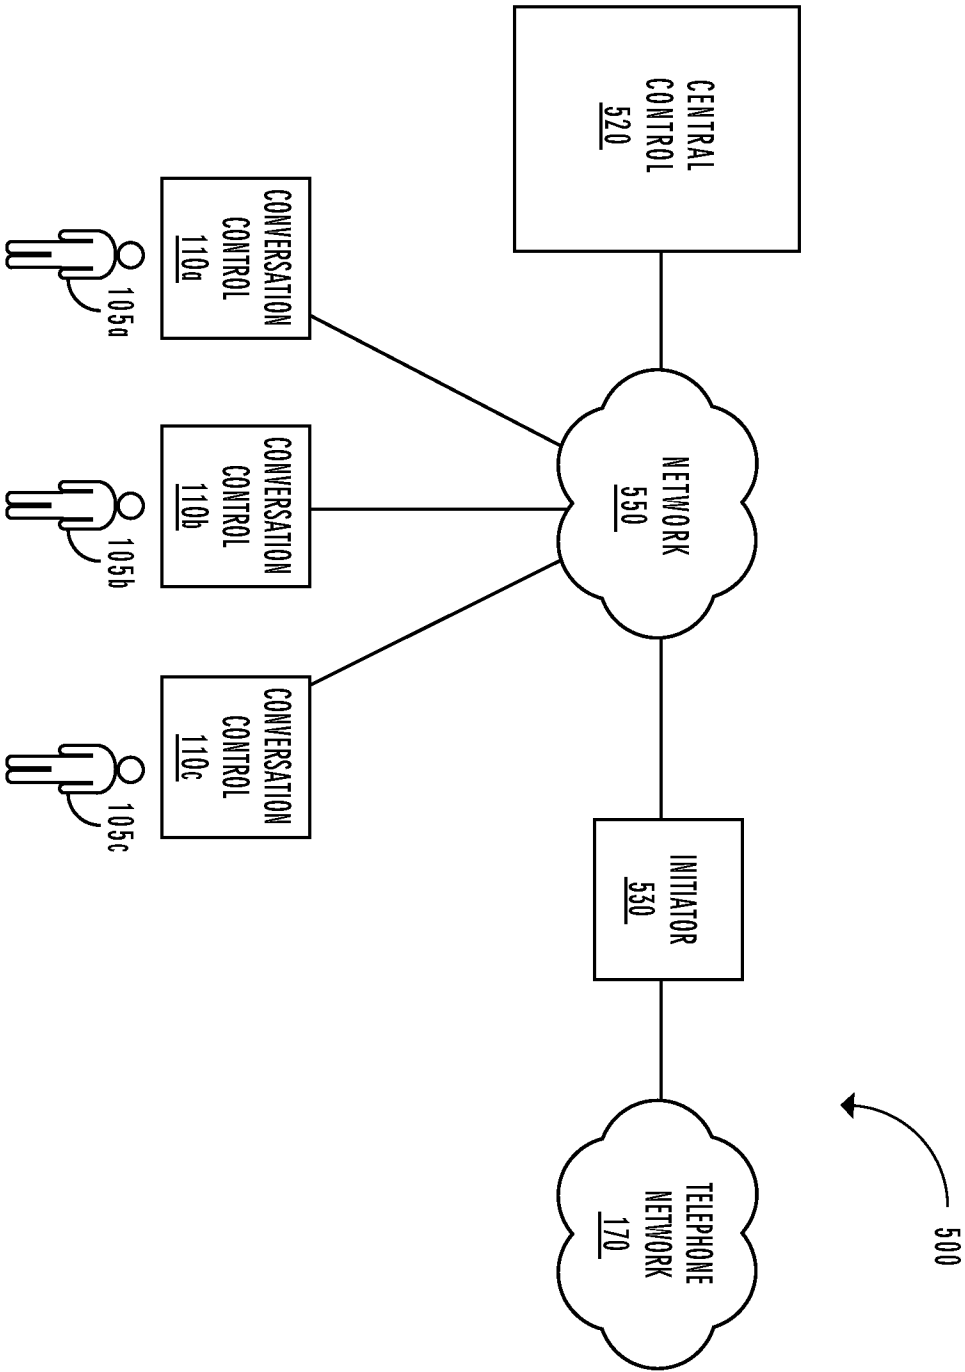 500
CENTRAL
CONTROL
520
NETWORK
550
INITIATOR
530
TELEPHONE
NETWORK
170
CONVERSATION
CONTROL
110a
CONVERSATION
CONTROL
110b
CONVERSATION
CONTROL
110c
105a
105b
105c